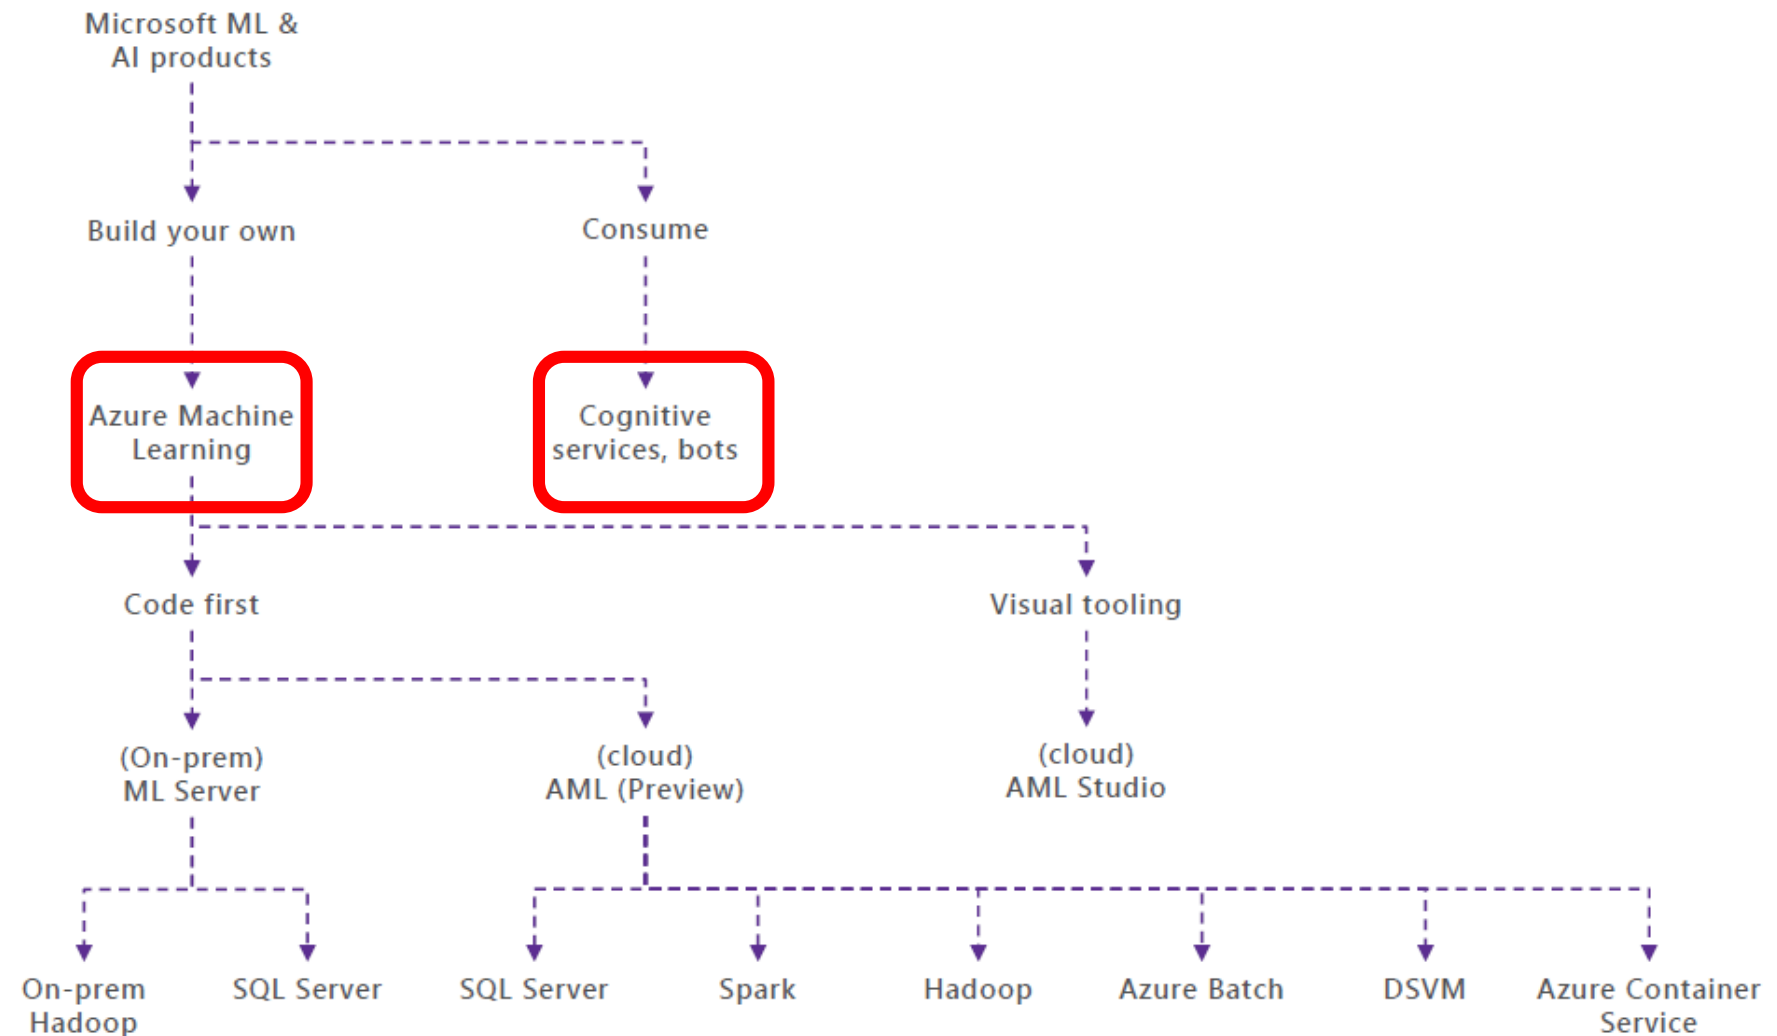 Microsoft ML &
AI products
Build your own
Consume
Azure Machine
Learning
Cognitive
services, bots
Code first
Visual tooling
(On-prem)
ML Server
(cloud)
AML (Preview)
(cloud)
AML Studio
On-prem
Hadoop
SQL Server
SQL Server
Spark
Hadoop
Azure Batch
DSVM
Azure Container
Service